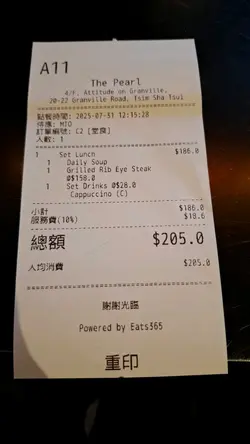 A11
The Pearl
4/F, Attitude on Granville,
20-22 Granville Road, Tsim Sha Tsui
點餐時間: 2025-07-31 12:15:28
侍應: MIO
訂單編號: C2 [堂食]
人數: 1
1 Set Lunch $186.0
1 Daily Soup
1 Grilled Rib Eye Steak
@$158.0
1 Set Drinks @$28.0
Cappuccino [C]
小計 $186.0
服務費(10%) $18.6
總額 $205.0
人均消費 $205.0
謝謝光臨
Powered by Eats365
重印